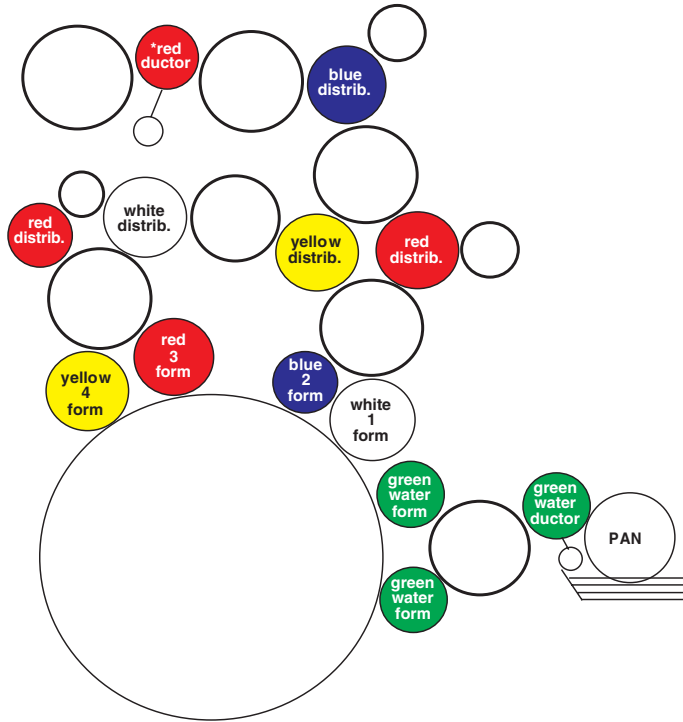 *red
ductor
blue
distrib.
red
distrib.
white
distrib.
yellow
distrib.
red
distrib.
red
3
form
yellow
4
form
blue
2
form
white
1
form
green
water
form
green
water
ductor
PAN
green
water
form